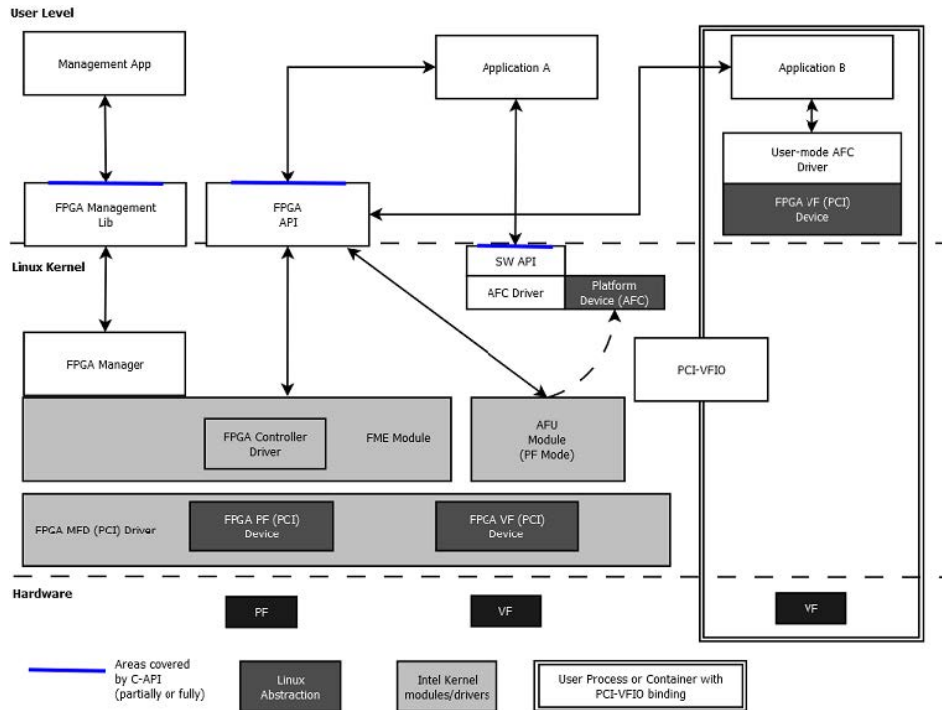 User Level
Management App
Application A
Application B
User-mode AFC
Driver
FPGA VF (PCI)
Device
FPGA Management
Lib
FPGA
API
Linux Kernel
SW API
AFC Driver
Platform
Device (AFC)
FPGA Manager
PCI-VFIO
FPGA Controller
Driver
FME Module
AFU
Module
(PF Mode)
FPGA MFD (PCI) Driver
FPGA PF (PCI)
Device
FPGA VF (PCI)
Device
Hardware
PF
VF
VF
Areas covered
by C-API
(partially or fully)
Linux
Abstraction
Intel Kernel
modules/drivers
User Process or Container with
PCI-VFIO binding